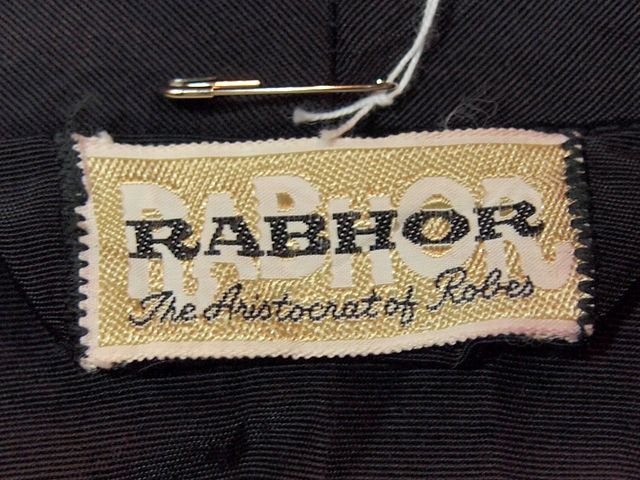 RABHOR
The Aristocrat of Robes